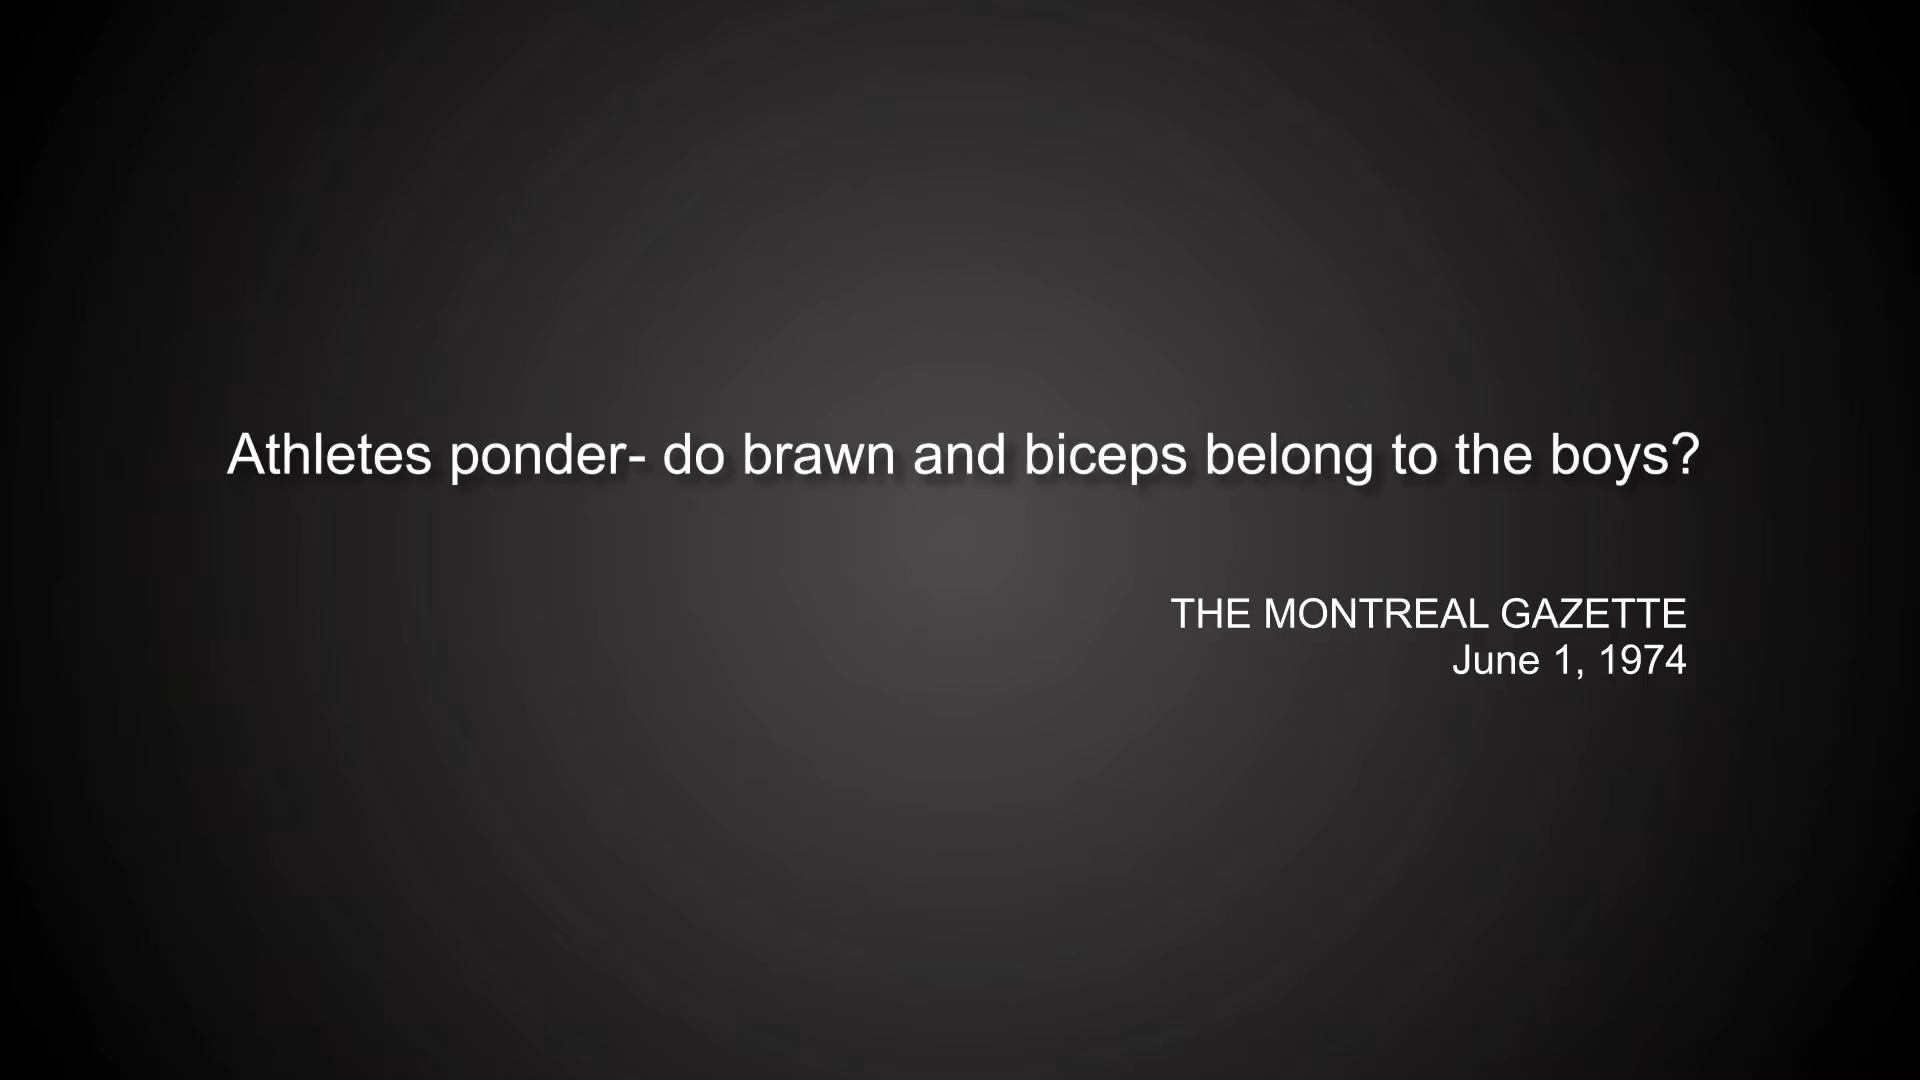 Athletes ponder- do brawn and biceps belong to the boys?
THE MONTREAL GAZETTE
June 1, 1974